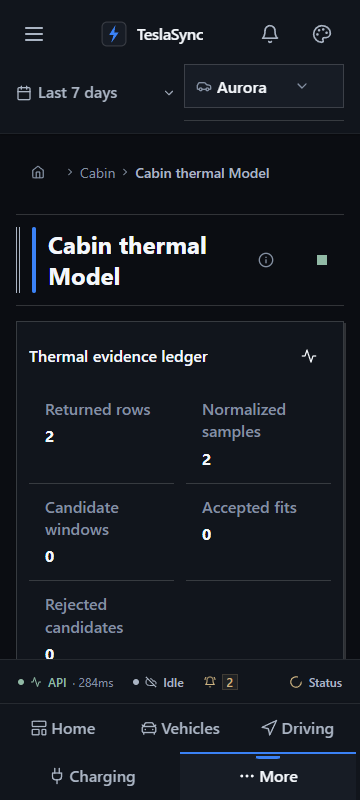 TeslaSync
Last 7 days
Aurora
Cabin
Cabin thermal Model
Cabin thermal
Model
Thermal evidence ledger
Returned rows
2
Normalized
samples
2
Candidate
windows
0
Accepted fits
0
Rejected
candidates
0
API · 284ms
Idle
2
Status
Home
Vehicles
Driving
Charging
More